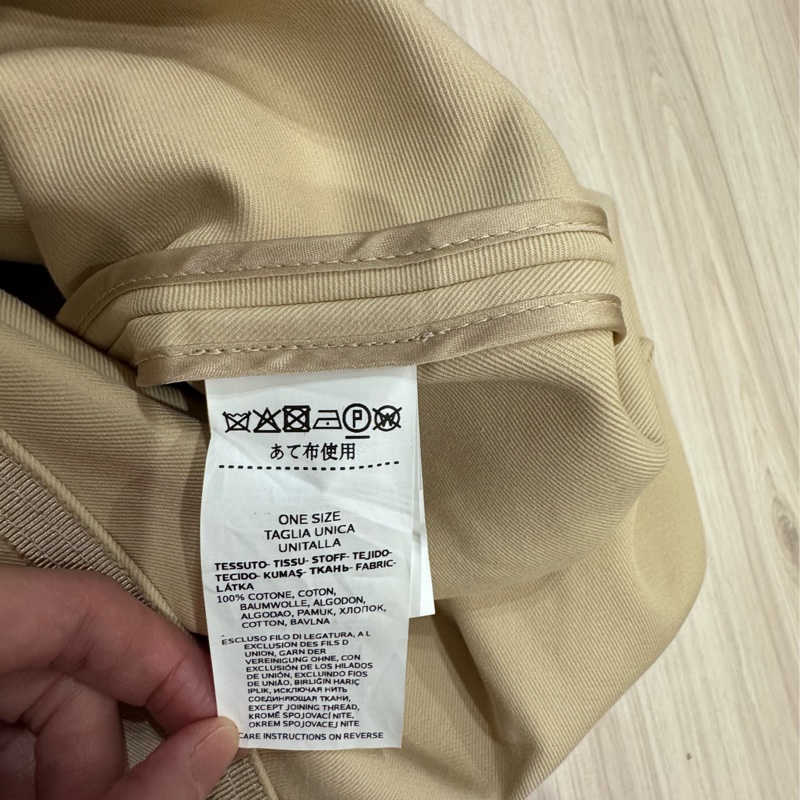 P W
あて布使用
ONE SIZE
TAGLIA UNICA
UNITALLA
TESSUTO- TISSU- STOFF- TEJIDO-
TECIDO- KUMAŞ- ТКАНЬ- FABRIC-
LÁTKA
100% COTONE, COTON,
BAUMWOLLE, ALGODON,
ALGODAO, PAMUK, ХЛОПОК,
COTTON, BAVLNA
ESCLUSO FILO DI LEGATURA, A L
EXCLUSION DES FILS D
UNION, GARN DER
VEREINIGUNG OHNE, CON
EXCLUSIÓN DE LOS HILADOS
DE UNIÓN, EXCLUINDO FIOS
DE UNIÃO, BIRLIĞIN HARIÇ
IPLIK, ИСКЛЮЧАЯ НИТЬ
СОЕДИНЯЮЩАЯ ТКАНИ,
EXCEPT JOINING THREAD,
KROMĚ SPOJOVACÍ NITE,
OKREM SPOJOVACEJ NITE
CARE INSTRUCTIONS ON REVERSE